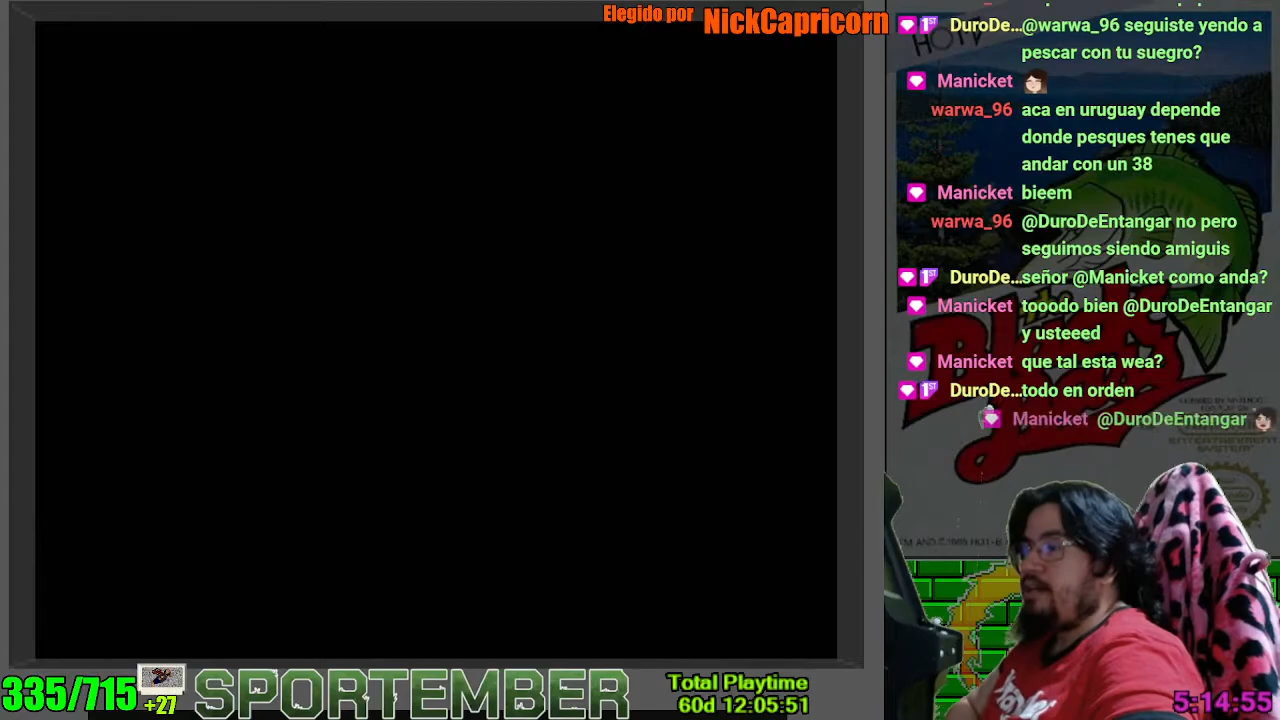 Elegido por NickCapricorn
DuroDe...@warwa_96 seguiste yendo a
pescar con tu suegro?
Manicket
warwa_96 aca en uruguay depende
donde pesques tenes que
andar con un 38
Manicket bieem
warwa_96 @DuroDeEntangar no pero
seguimos siendo amiguis
DuroDe...señor @Manicket como anda?
Manicket tooodo bien @DuroDeEntangar
y usteeed
Manicket que tal esta wea?
DuroDe...todo en orden
Manicket @DuroDeEntangar
335/715 +27
SPORTEMBER
Total Playtime
60d 12:05:51
5:14:55